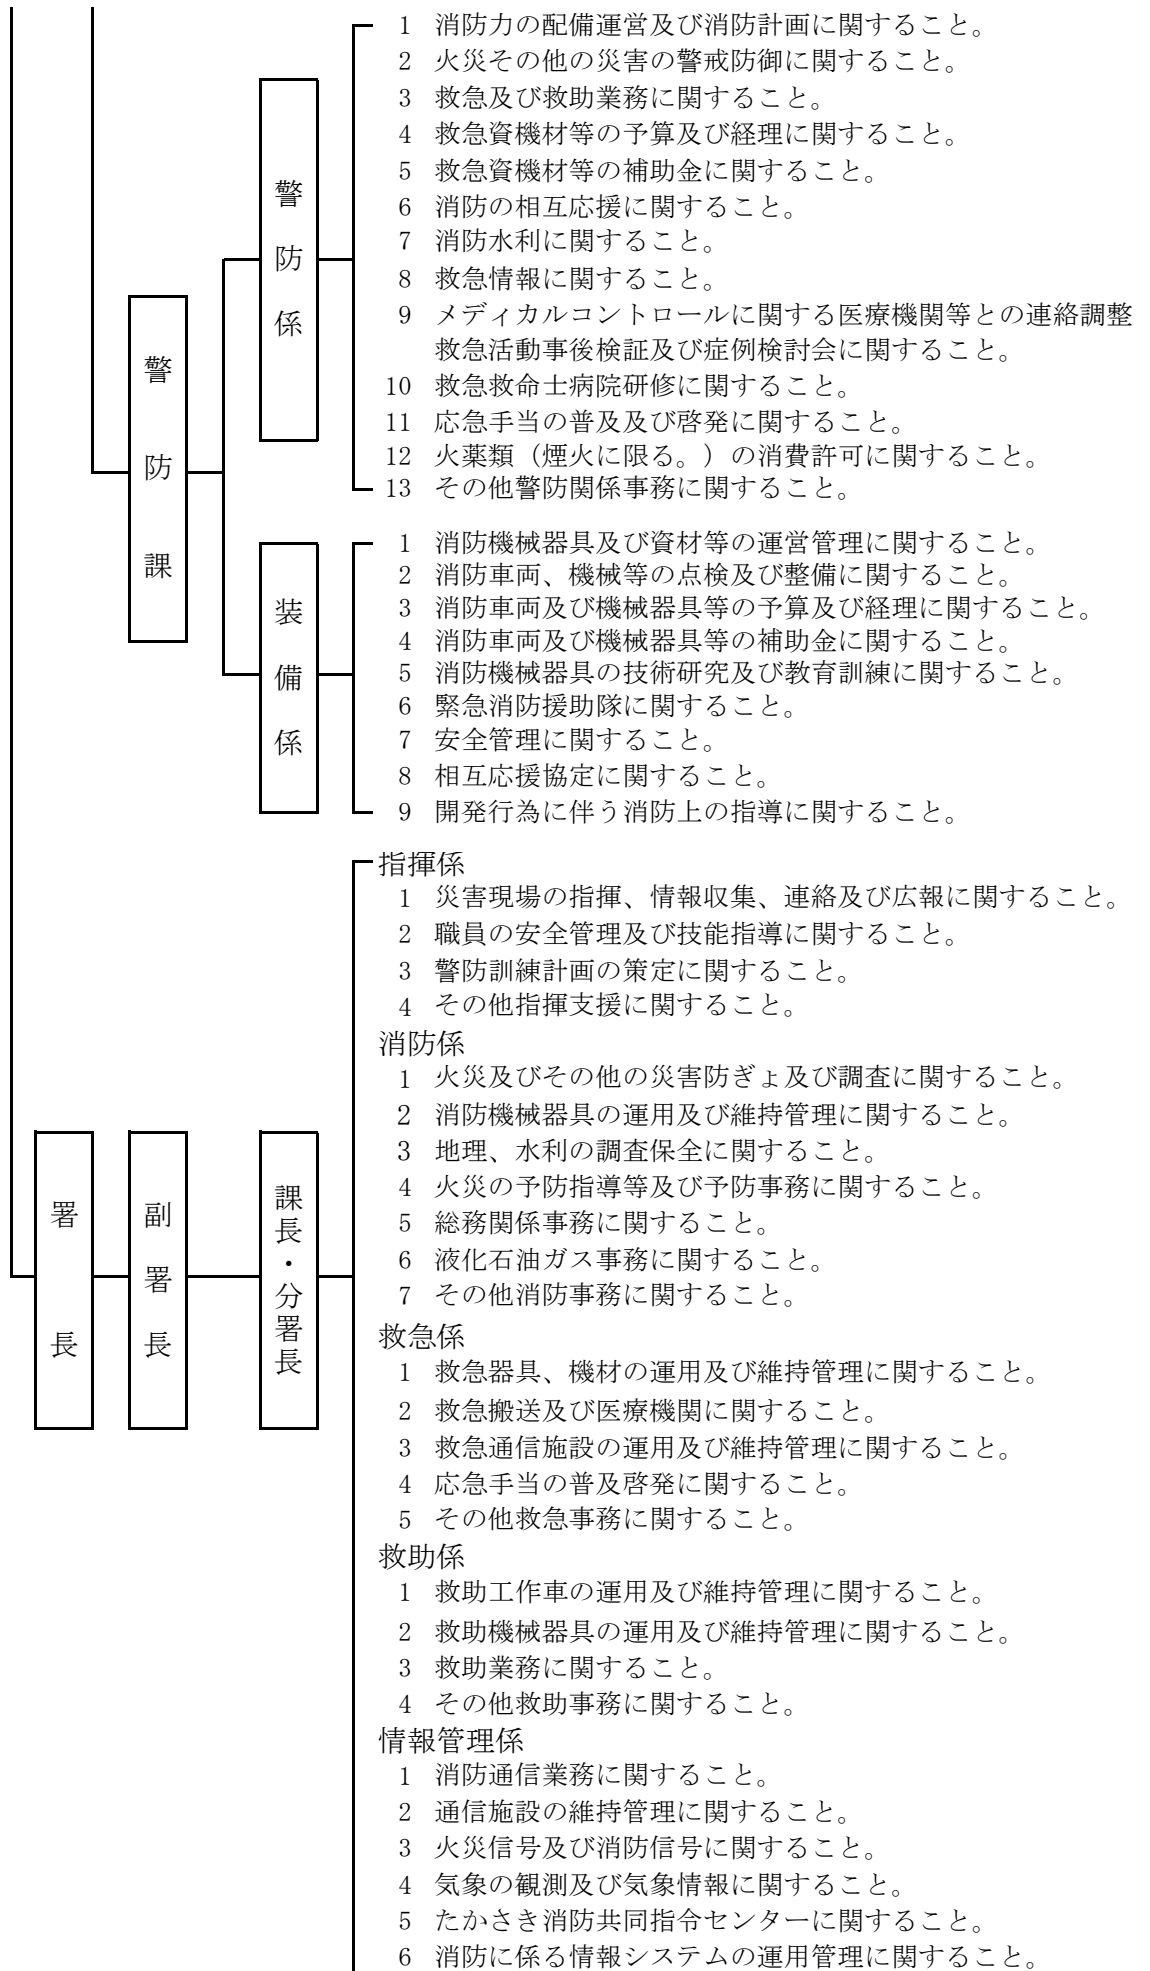 警防課
警防係
1 消防力の配備運営及び消防計画に関すること。
2 火災その他の災害の警戒防御に関すること。
3 救急及び救助業務に関すること。
4 救急資機材等の予算及び経理に関すること。
5 救急資機材等の補助金に関すること。
6 消防の相互応援に関すること。
7 消防水利に関すること。
8 救急情報に関すること。
9 メディカルコントロールに関する医療機関等との連絡調整
救急活動事後検証及び症例検討会に関すること。
10 救急救命士病院研修に関すること。
11 応急手当の普及及び啓発に関すること。
12 火薬類（煙火に限る。）の消費許可に関すること。
13 その他警防関係事務に関すること。
装備係
1 消防機械器具及び資材等の運営管理に関すること。
2 消防車両、機械等の点検及び整備に関すること。
3 消防車両及び機械器具等の予算及び経理に関すること。
4 消防車両及び機械器具等の補助金に関すること。
5 消防機械器具の技術研究及び教育訓練に関すること。
6 緊急消防援助隊に関すること。
7 安全管理に関すること。
8 相互応援協定に関すること。
9 開発行為に伴う消防上の指導に関すること。
署長
副署長
課長・分署長
指揮係
1 災害現場の指揮、情報収集、連絡及び広報に関すること。
2 職員の安全管理及び技能指導に関すること。
3 警防訓練計画の策定に関すること。
4 その他指揮支援に関すること。
消防係
1 火災及びその他の災害防ぎょ及び調査に関すること。
2 消防機械器具の運用及び維持管理に関すること。
3 地理、水利の調査保全に関すること。
4 火災の予防指導等及び予防事務に関すること。
5 総務関係事務に関すること。
6 液化石油ガス事務に関すること。
7 その他消防事務に関すること。
救急係
1 救急器具、機材の運用及び維持管理に関すること。
2 救急搬送及び医療機関に関すること。
3 救急通信施設の運用及び維持管理に関すること。
4 応急手当の普及啓発に関すること。
5 その他救急事務に関すること。
救助係
1 救助工作車の運用及び維持管理に関すること。
2 救助機械器具の運用及び維持管理に関すること。
3 救助業務に関すること。
4 その他救助事務に関すること。
情報管理係
1 消防通信業務に関すること。
2 通信施設の維持管理に関すること。
3 火災信号及び消防信号に関すること。
4 気象の観測及び気象情報に関すること。
5 たかさき消防共同指令センターに関すること。
6 消防に係る情報システムの運用管理に関すること。